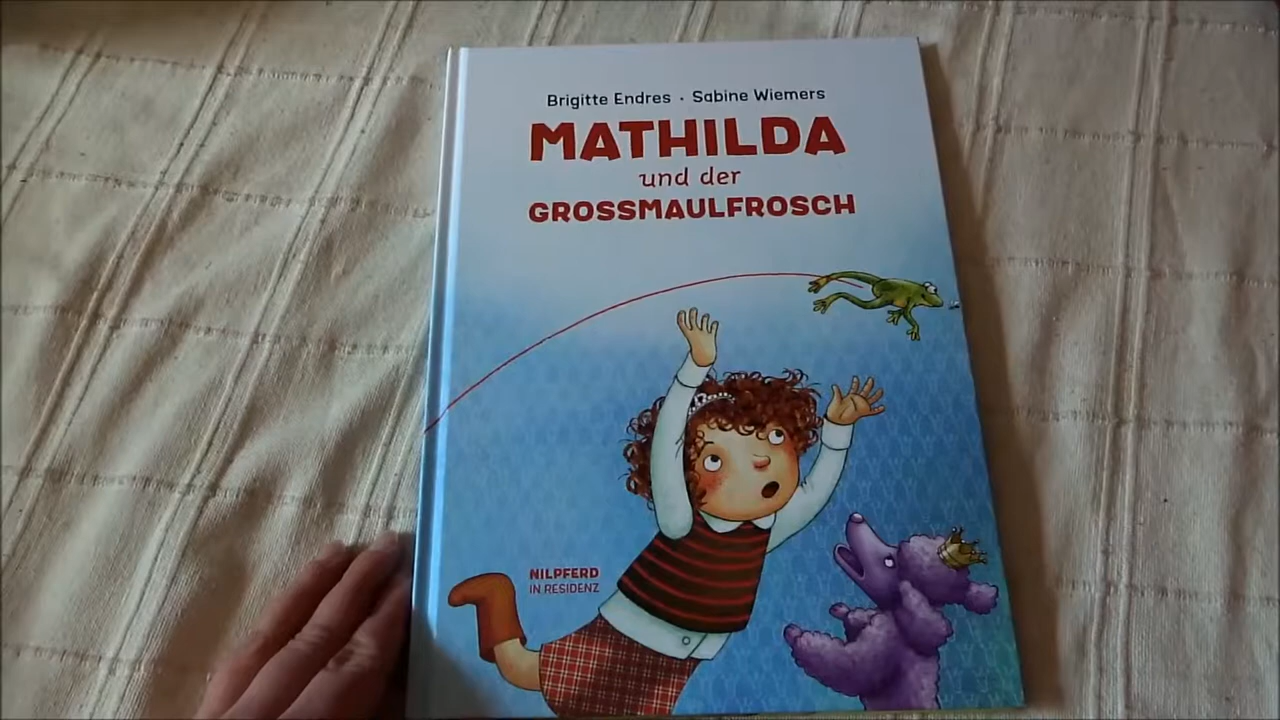 Brigitte Endres · Sabine Wiemers
MATHILDA
und der
GROSSMAULFROSCH
NILPFERD
IN RESIDENZ